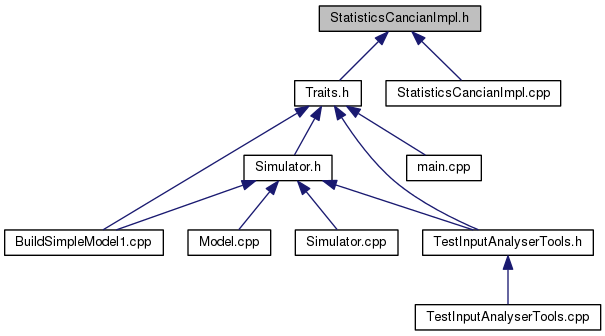 StatisticsCancianImpl.h
Traits.h
StatisticsCancianImpl.cpp
Simulator.h
main.cpp
BuildSimpleModel1.cpp
Model.cpp
Simulator.cpp
TestInputAnalyserTools.h
TestInputAnalyserTools.cpp